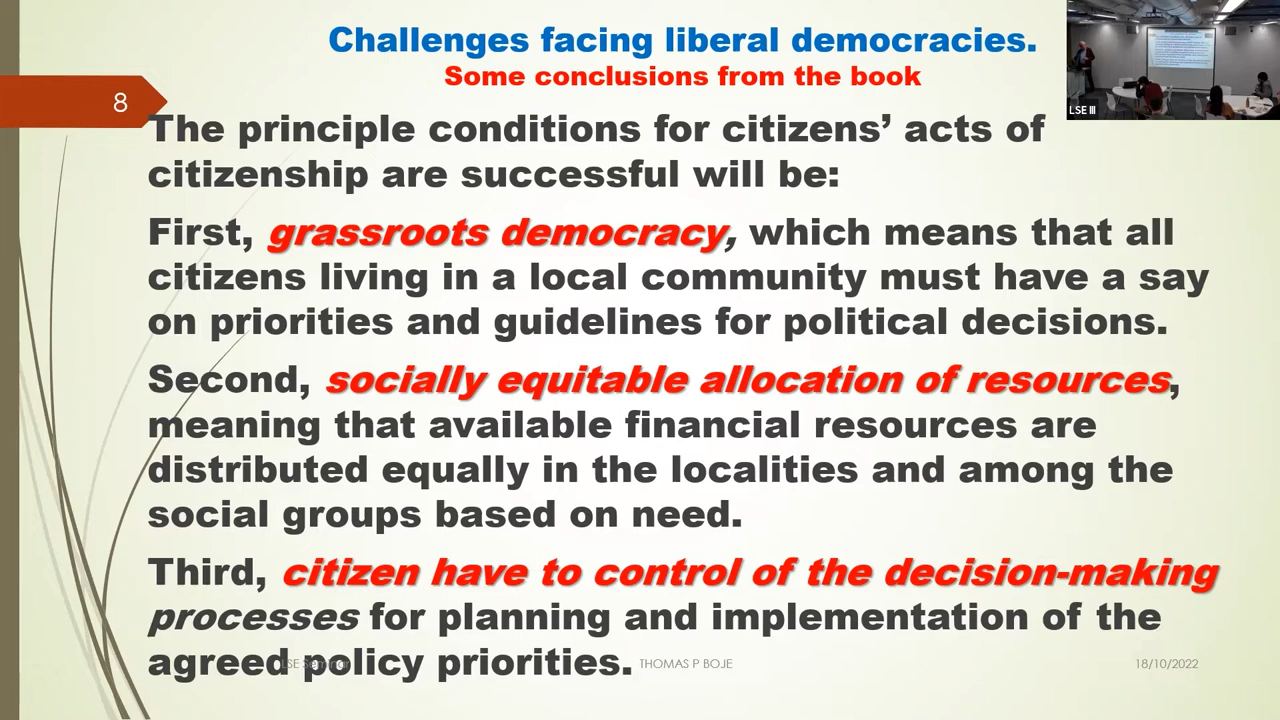 Challenges facing liberal democracies.
Some conclusions from the book
8
LSE III
The principle conditions for citizens’ acts of
citizenship are successful will be:
First, grassroots democracy, which means that all
citizens living in a local community must have a say
on priorities and guidelines for political decisions.
Second, socially equitable allocation of resources,
meaning that available financial resources are
distributed equally in the localities and among the
social groups based on need.
Third, citizen have to control of the decision-making
processes for planning and implementation of the
agreed policy priorities.
LSE Seminar
THOMAS P BOJE
18/10/2022